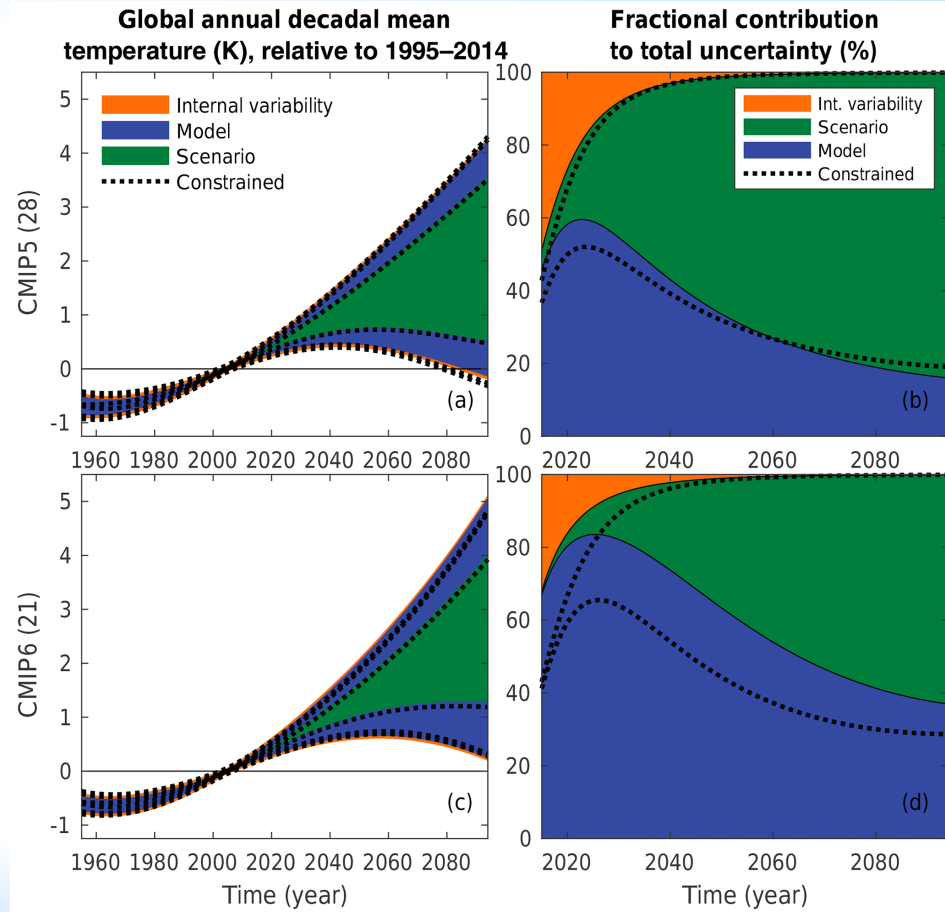 Global annual decadal mean
temperature (K), relative to 1995–2014
Fractional contribution
to total uncertainty (%)
CMIP5 (28)
5
4
3
2
1
0
-1
Internal variability
Model
Scenario
Constrained
(a)
1960 1980 2000 2020 2040 2060 2080
100
80
60
40
20
0
Int. variability
Scenario
Model
Constrained
(b)
2020 2040 2060 2080
CMIP6 (21)
5
4
3
2
1
0
-1
(c)
1960 1980 2000 2020 2040 2060 2080
Time (year)
100
80
60
40
20
0
(d)
2020 2040 2060 2080
Time (year)